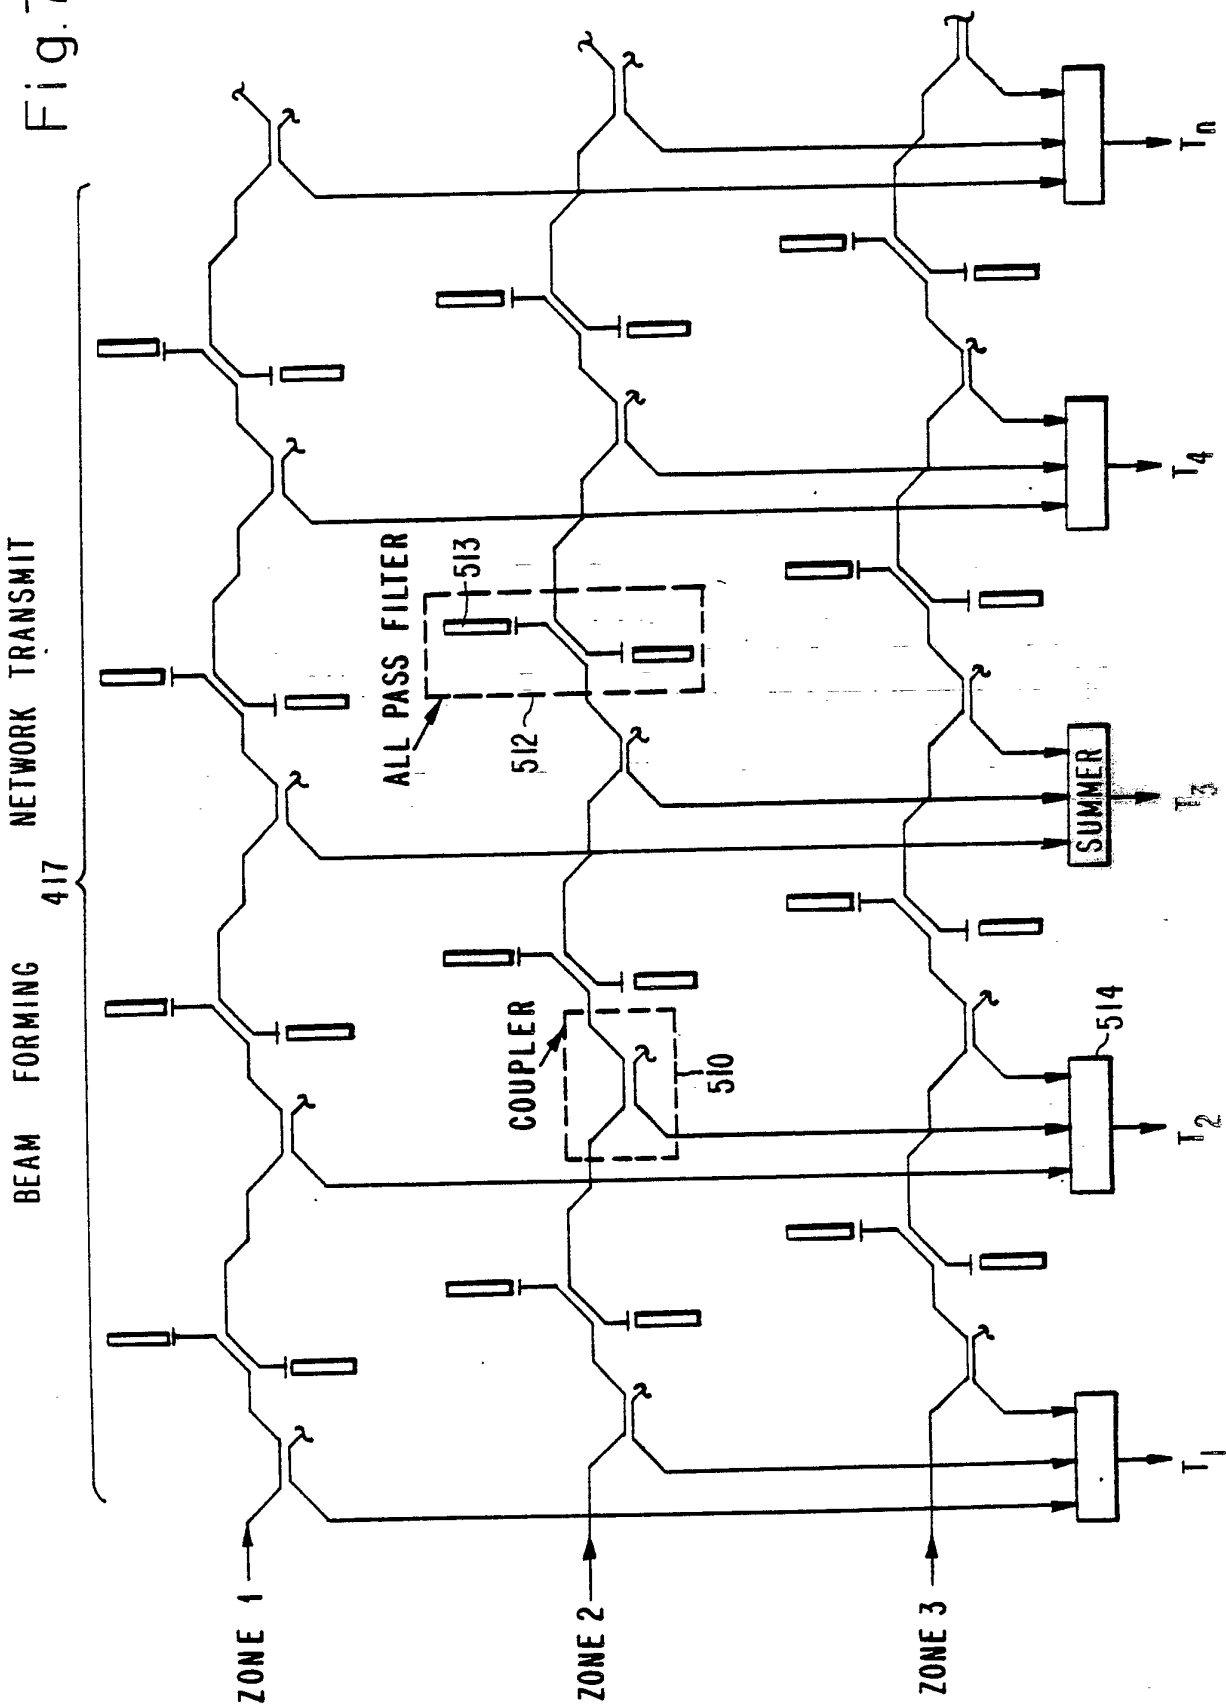 Fig.7
BEAM FORMING NETWORK TRANSMIT
417
ALL PASS FILTER
513
512
COUPLER
510
ZONE 1
ZONE 2
ZONE 3
SUMMER
514
T1
T2
T3
T4
Tn